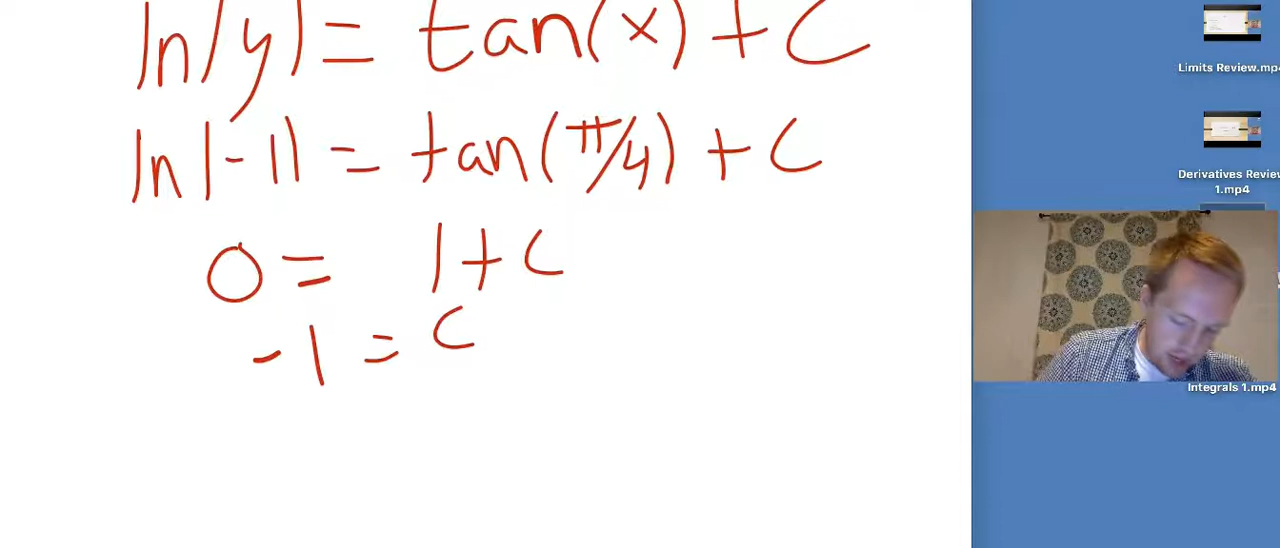 ln|y| = tan(x) + C
ln|-1| = tan(π/4) + C
0 = 1 + C
-1 = C
Limits Review.mp4
Derivatives Review
1.mp4
Integrals 1.mp4